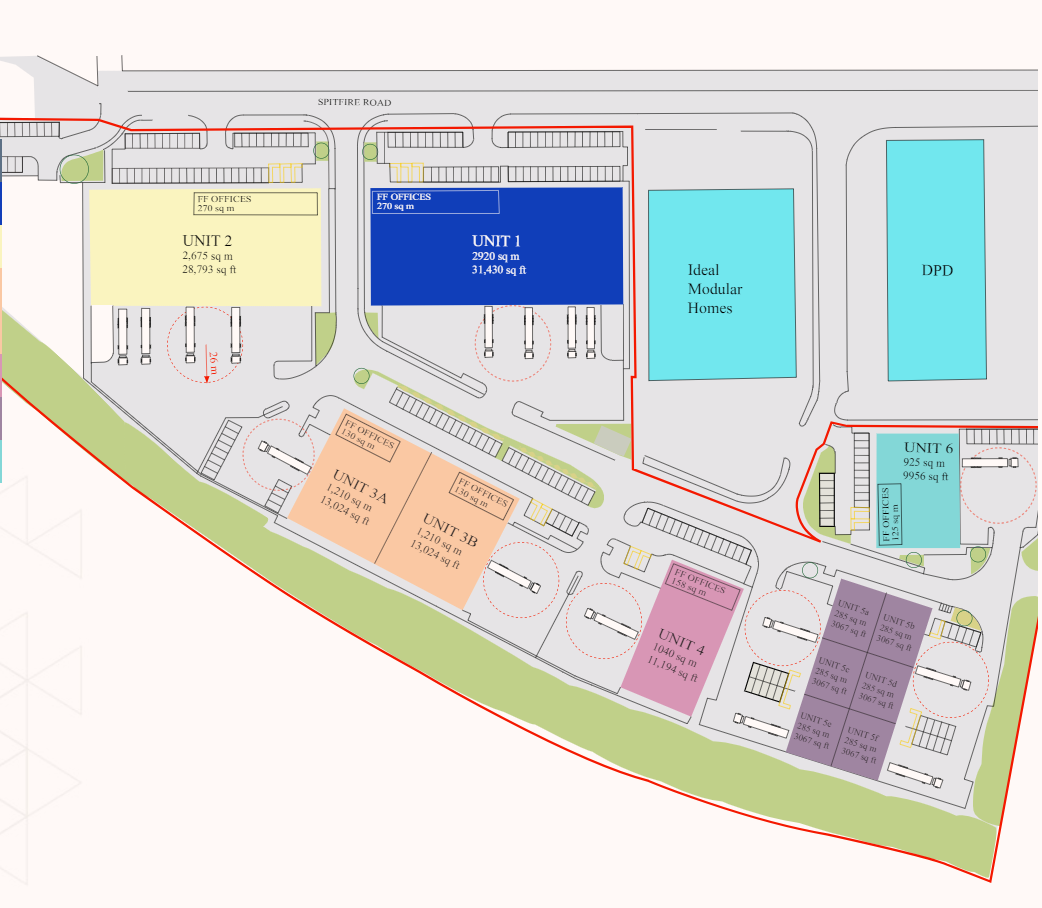 SPITFIRE ROAD
FF OFFICES
270 sq m
UNIT 2
2,675 sq m
28,793 sq ft
26 m
FF OFFICES
270 sq m
UNIT 1
2920 sq m
31,430 sq ft
Ideal
Modular
Homes
DPD
FF OFFICES
130 sq m
UNIT 3A
1,210 sq m
13,024 sq ft
FF OFFICES
130 sq m
UNIT 3B
1,210 sq m
13,024 sq ft
FF OFFICES
158 sq m
UNIT 4
1040 sq m
11,194 sq ft
UNIT 6
925 sq m
9956 sq ft
FF OFFICES
125 sq m
UNIT 5a
285 sq m
3067 sq ft
UNIT 5b
285 sq m
3067 sq ft
UNIT 5c
285 sq m
3067 sq ft
UNIT 5d
285 sq m
3067 sq ft
UNIT 5e
285 sq m
3067 sq ft
UNIT 5f
285 sq m
3067 sq ft